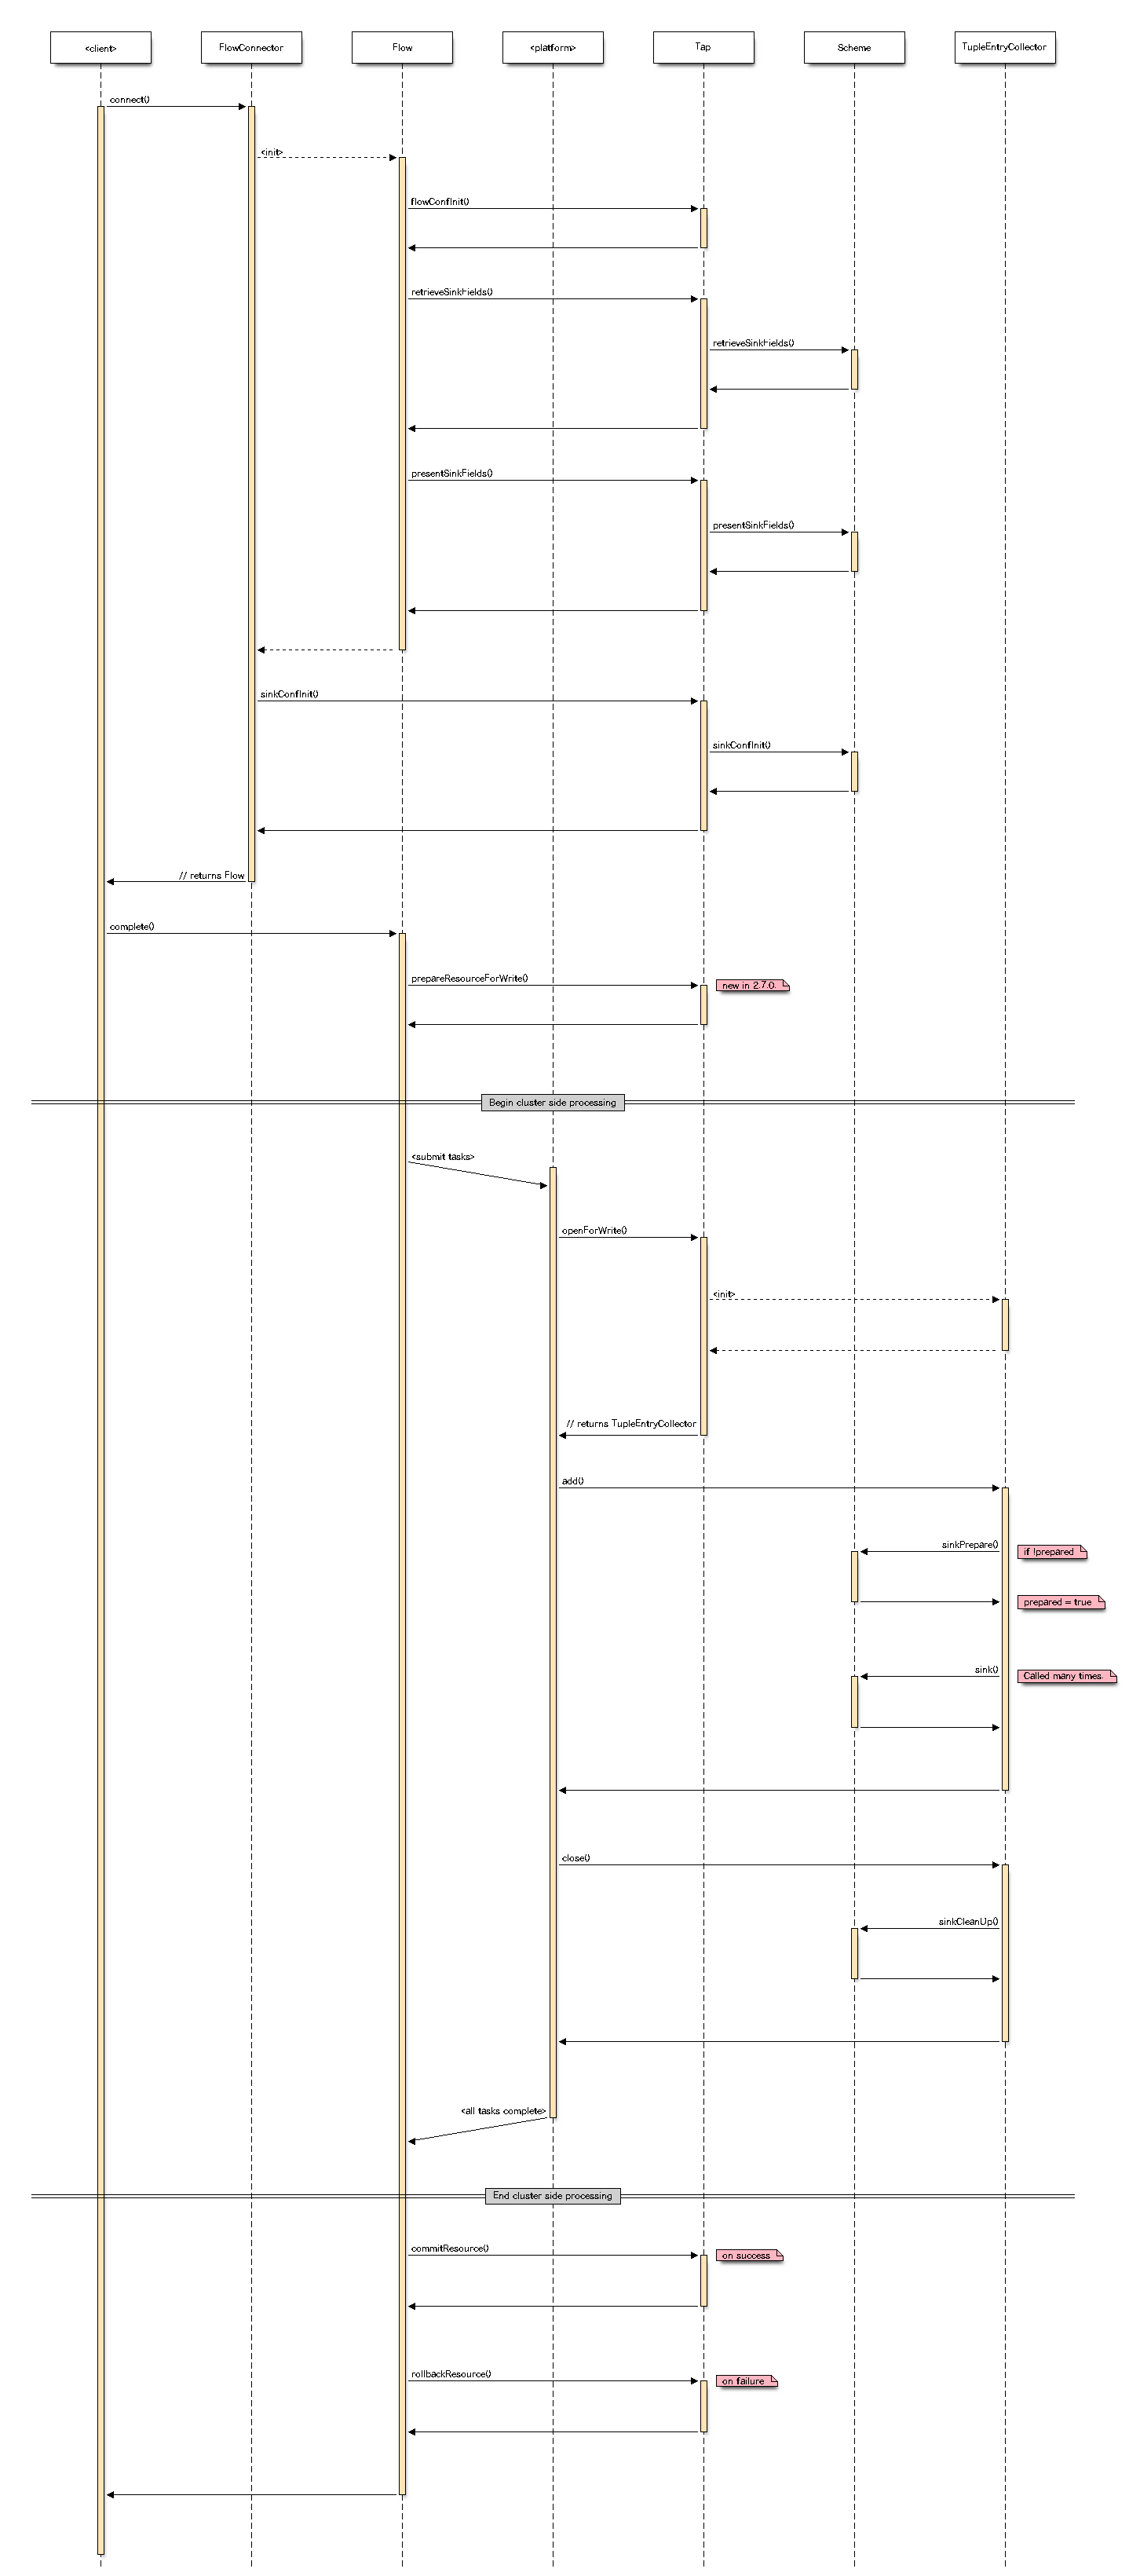 <client>
FlowConnector
Flow
<platform>
Tap
Scheme
TupleEntryCollector
connect()
<init>
flowConfInit()
retrieveSinkFields()
retrieveSinkFields()
presentSinkFields()
presentSinkFields()
sinkConfInit()
sinkConfInit()
// returns Flow
complete()
prepareResourceForWrite()
new in 2.7.0.
Begin cluster side processing
<submit tasks>
openForWrite()
<init>
// returns TupleEntryCollector
add()
sinkPrepare()
if !prepared
prepared = true
sink()
Called many times.
close()
sinkCleanUp()
<all tasks complete>
End cluster side processing
commitResource()
on success
rollbackResource()
on failure